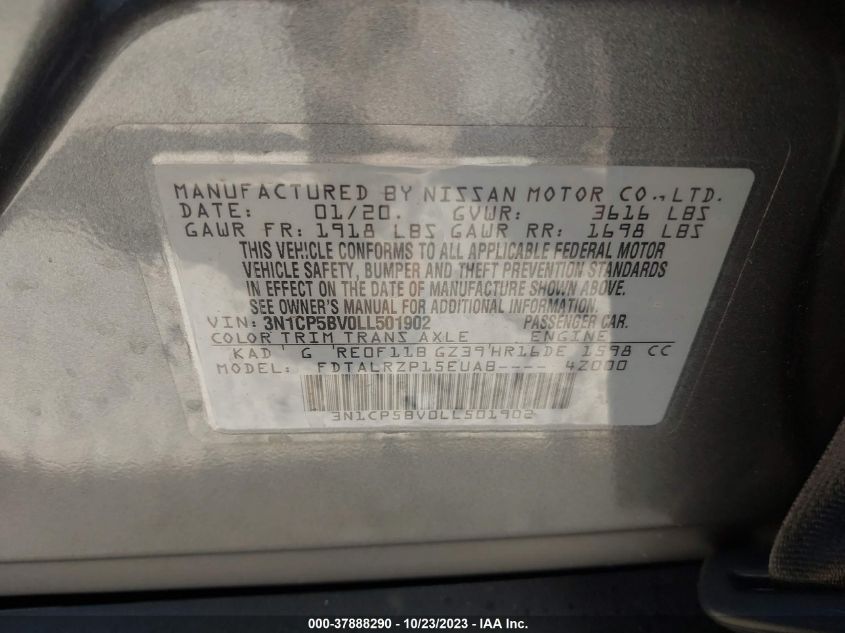 MANUFACTURED BY NISSAN MOTOR CO., LTD.
DATE: 01/20. GVWR: 3616 LBS
GAWR FR: 1918 LBS GAWR RR: 1698 LBS
THIS VEHICLE CONFORMS TO ALL APPLICABLE FEDERAL MOTOR
VEHICLE SAFETY, BUMPER AND THEFT PREVENTION STANDARDS
IN EFFECT ON THE DATE OF MANUFACTURE SHOWN ABOVE.
SEE OWNER'S MANUAL FOR ADDITIONAL INFORMATION.
VIN: 3N1CP5BV0LL501902 PASSENGER CAR.
COLOR TRIM TRANS AXLE ENGINE
KAD G RE0F11B GZ39 HR16DE 1598 CC
MODEL: FDTALRZP15EUAB---- 4Z000
3N1CP5BV0LL501902
000-37888290 - 10/23/2023 - IAA Inc.